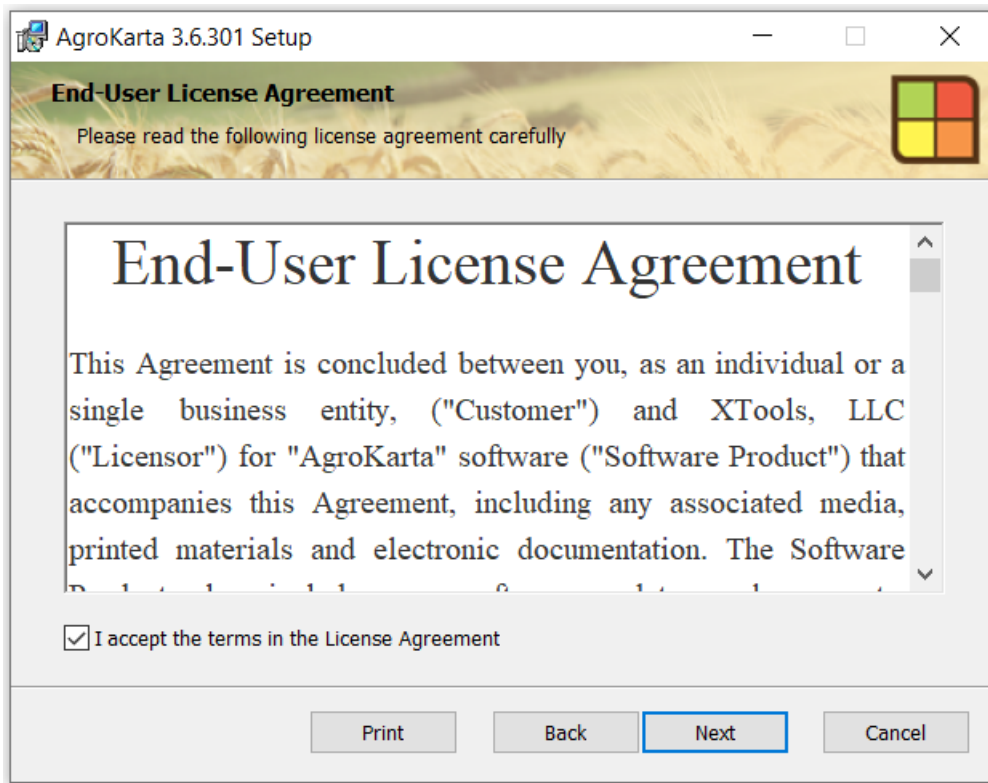 AgroKarta 3.6.301 Setup
End-User License Agreement
Please read the following license agreement carefully
End-User License Agreement
This Agreement is concluded between you, as an individual or a
single business entity, ("Customer") and XTools, LLC
("Licensor") for "AgroKarta" software ("Software Product") that
accompanies this Agreement, including any associated media,
printed materials and electronic documentation. The Software
I accept the terms in the License Agreement
Print
Back
Next
Cancel